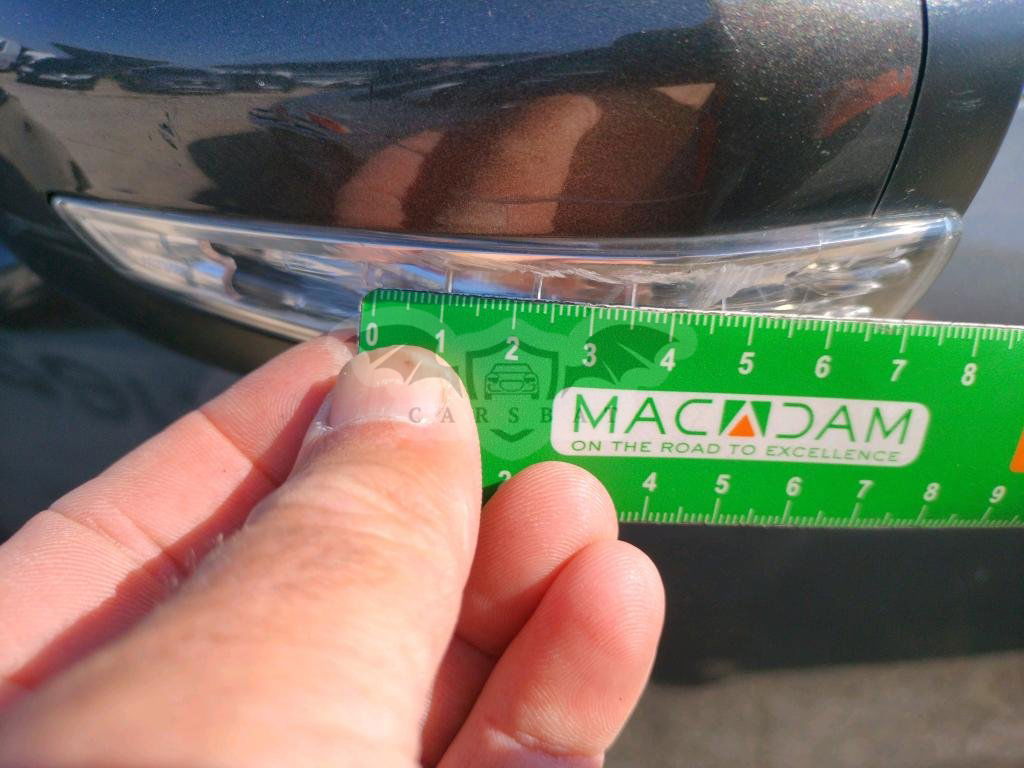 0 1 2 3 4 5 6 7 8
CARSBAT
MACADAM
ON THE ROAD TO EXCELLENCE
4 5 6 7 8 9